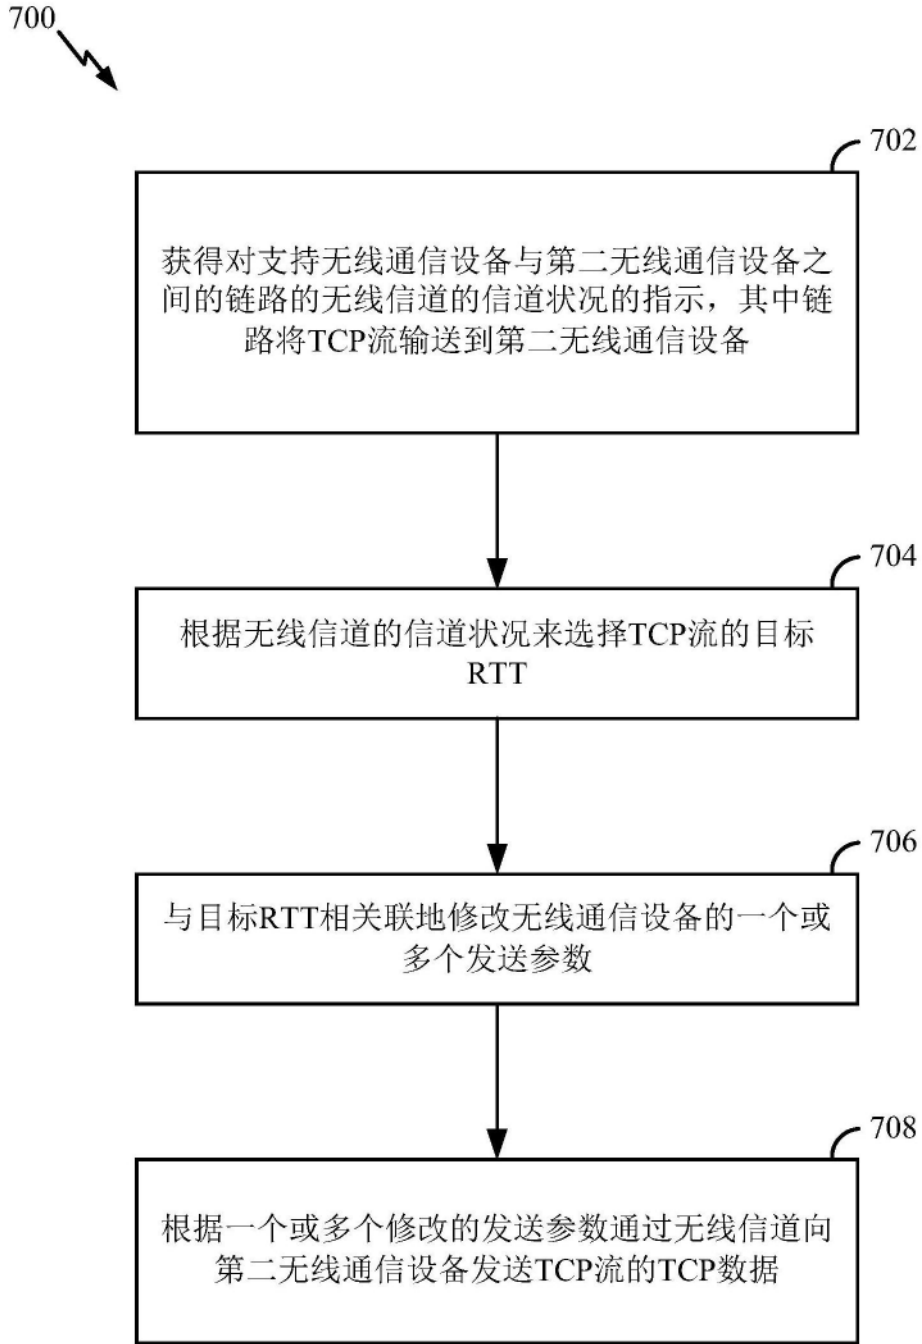 700
702
获得对支持无线通信设备与第二无线通信设备之
间的链路的无线信道的信道状况的指示，其中链
路将TCP流输送到第二无线通信设备
704
根据无线信道的信道状况来选择TCP流的目标
RTT
706
与目标RTT相关联地修改无线通信设备的一个或
多个发送参数
708
根据一个或多个修改的发送参数通过无线信道向
第二无线通信设备发送TCP流的TCP数据